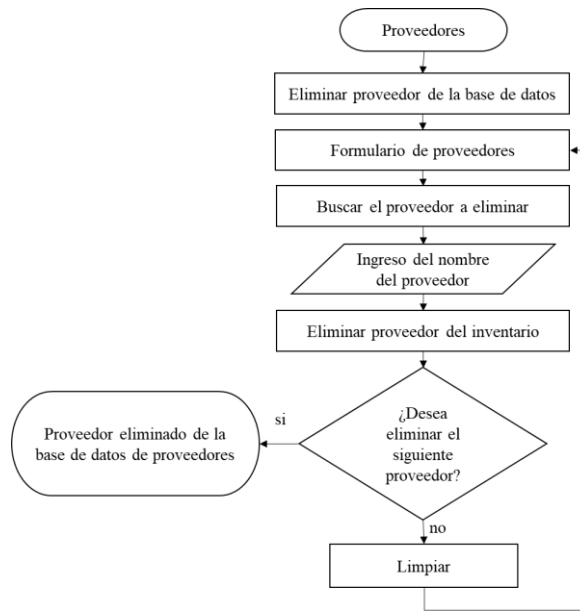 Proveedores
Eliminar proveedor de la base de datos
Formulario de proveedores
Buscar el proveedor a eliminar
Ingreso del nombre
del proveedor
Eliminar proveedor del inventario
¿Desea
eliminar el
siguiente
proveedor?
si
Proveedor eliminado de la
base de datos de proveedores
no
Limpiar